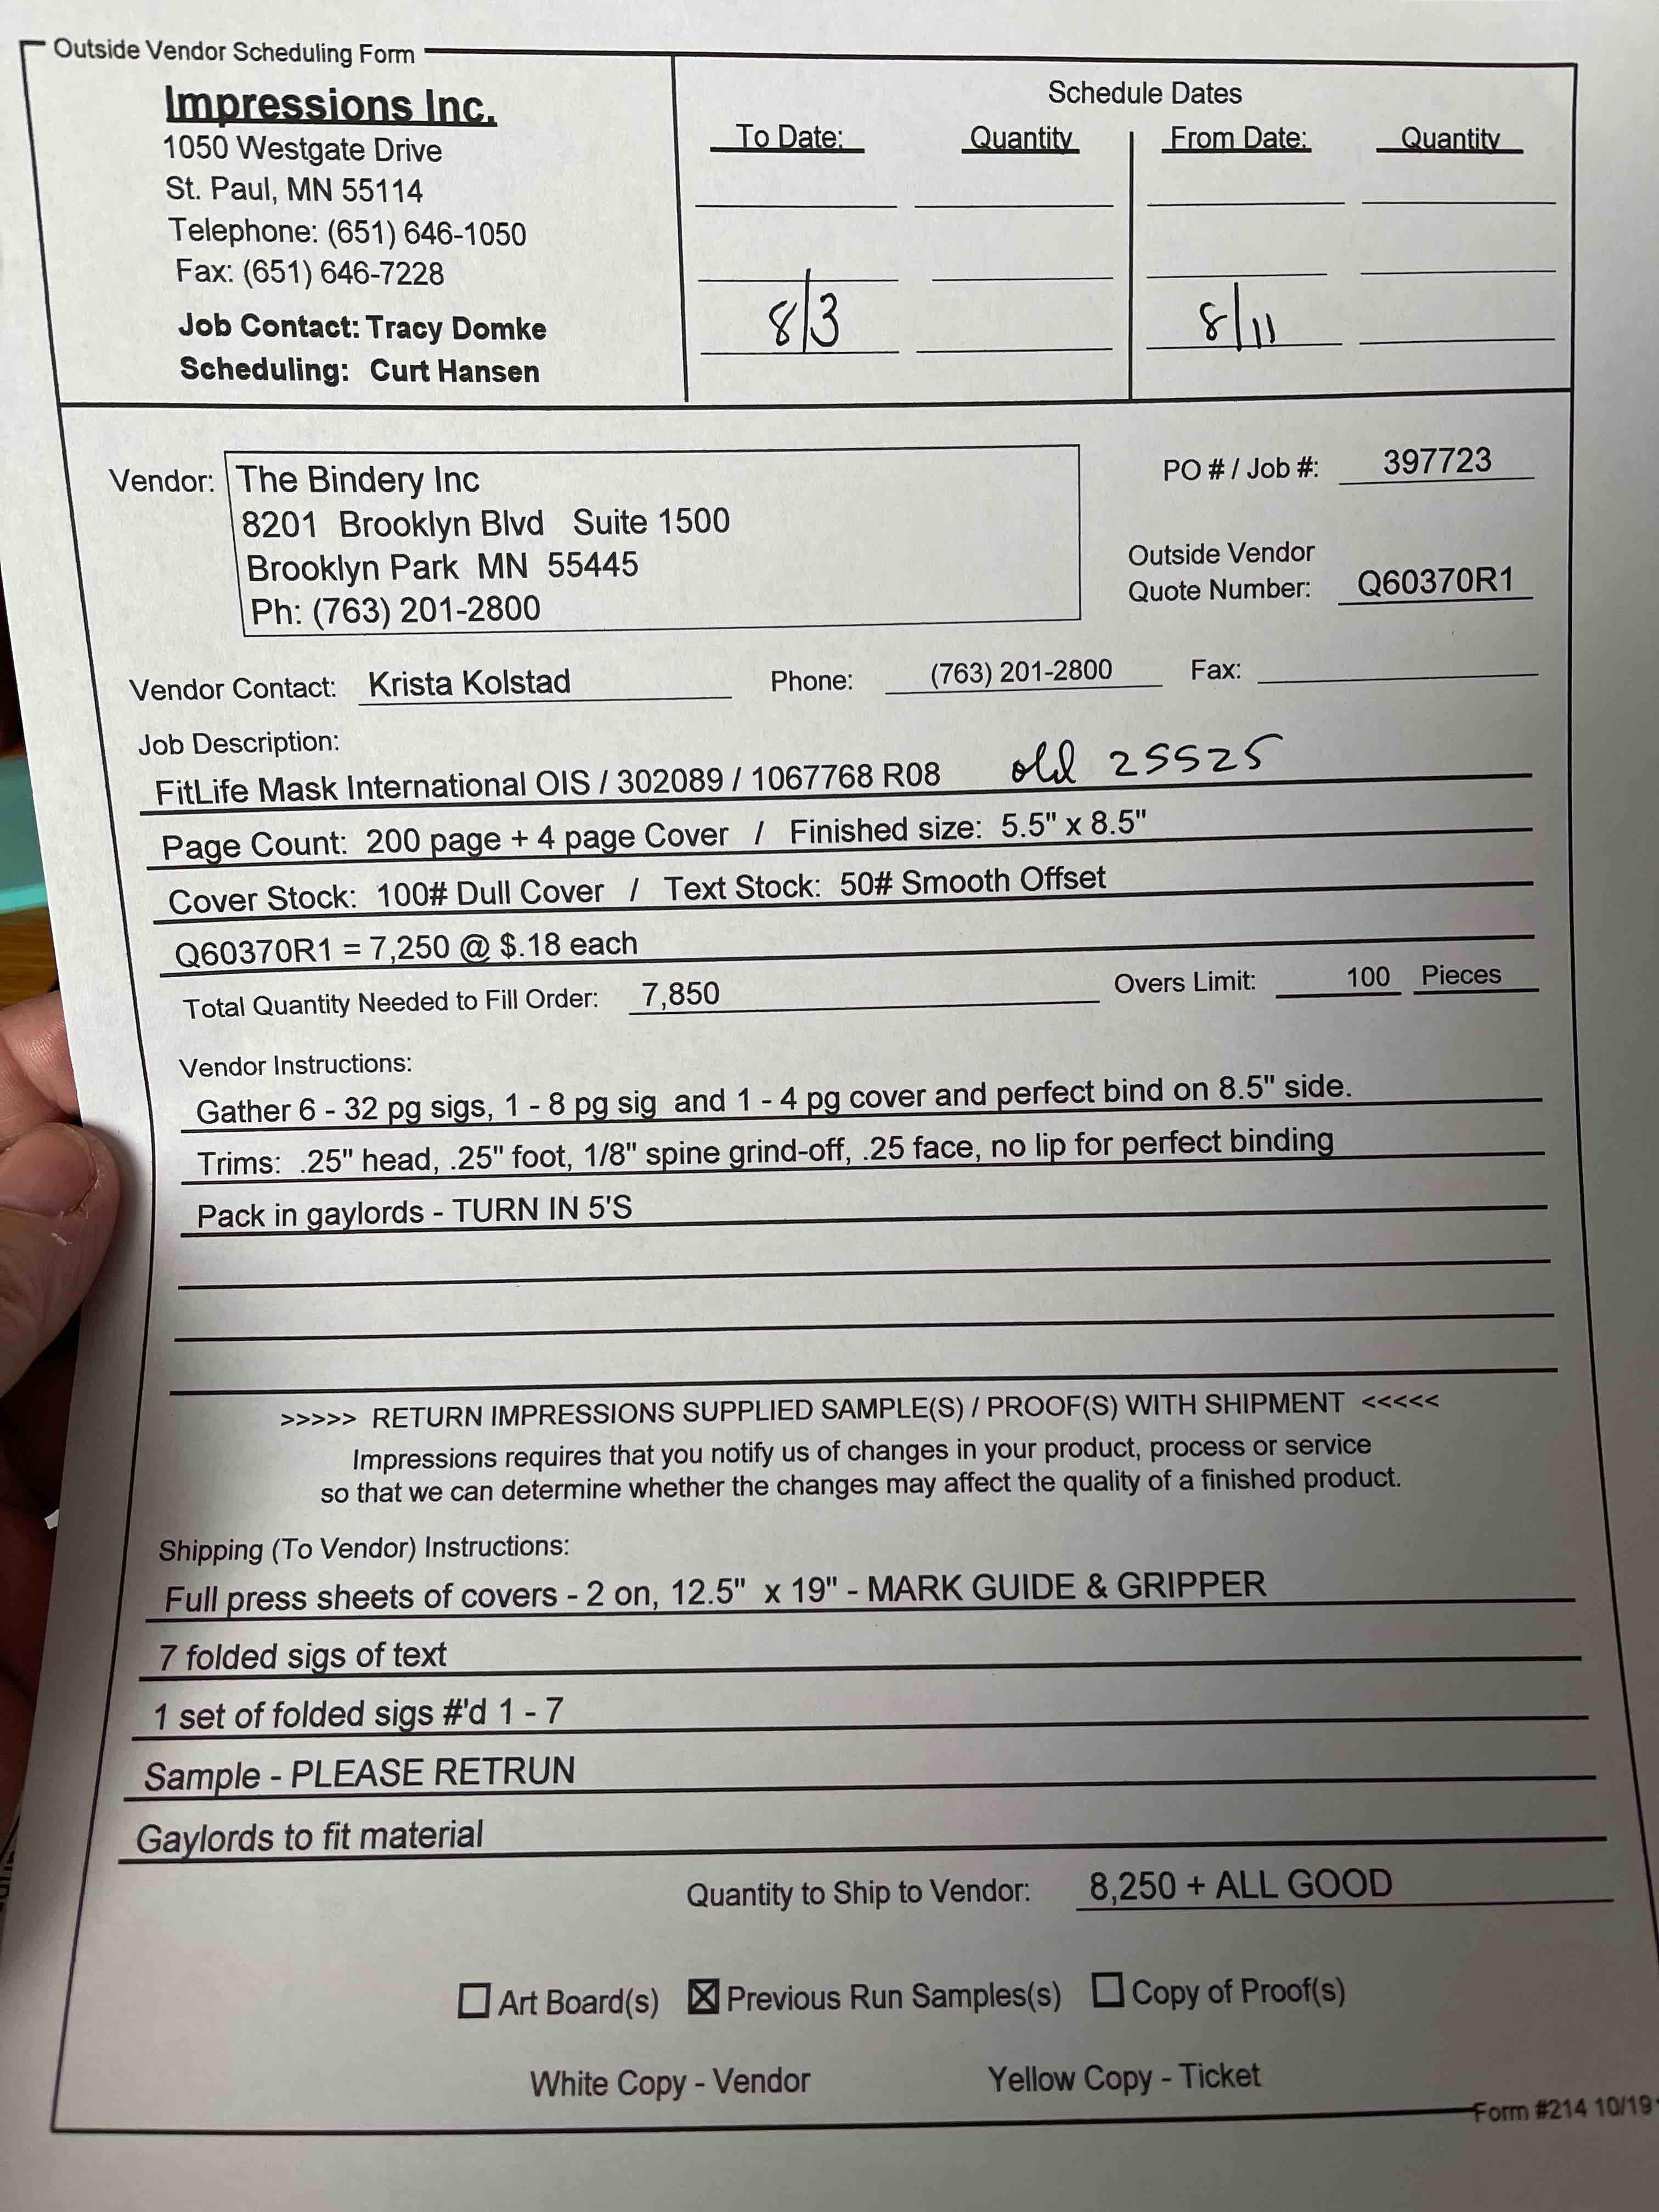 Outside Vendor Scheduling Form
Impressions Inc.
1050 Westgate Drive
St. Paul, MN 55114
Telephone: (651) 646-1050
Fax: (651) 646-7228
Job Contact: Tracy Domke
Scheduling: Curt Hansen
Schedule Dates
To Date: Quantity From Date: Quantity
8/3 8/11
Vendor: The Bindery Inc
8201 Brooklyn Blvd Suite 1500
Brooklyn Park MN 55445
Ph: (763) 201-2800
PO # / Job #: 397723
Outside Vendor
Quote Number: Q60370R1
Vendor Contact: Krista Kolstad Phone: (763) 201-2800 Fax:
Job Description:
FitLife Mask International OIS / 302089 / 1067768 R08 old 25525
Page Count: 200 page + 4 page Cover / Finished size: 5.5" x 8.5"
Cover Stock: 100# Dull Cover / Text Stock: 50# Smooth Offset
Q60370R1 = 7,250 @ $.18 each
Total Quantity Needed to Fill Order: 7,850 Overs Limit: 100 Pieces
Vendor Instructions:
Gather 6 - 32 pg sigs, 1 - 8 pg sig and 1 - 4 pg cover and perfect bind on 8.5" side.
Trims: .25" head, .25" foot, 1/8" spine grind-off, .25 face, no lip for perfect binding
Pack in gaylords - TURN IN 5'S
>>>>> RETURN IMPRESSIONS SUPPLIED SAMPLE(S) / PROOF(S) WITH SHIPMENT <<<<<
Impressions requires that you notify us of changes in your product, process or service
so that we can determine whether the changes may affect the quality of a finished product.
Shipping (To Vendor) Instructions:
Full press sheets of covers - 2 on, 12.5" x 19" - MARK GUIDE & GRIPPER
7 folded sigs of text
1 set of folded sigs #'d 1 - 7
Sample - PLEASE RETRUN
Gaylords to fit material
Quantity to Ship to Vendor: 8,250 + ALL GOOD
☐ Art Board(s) ☒ Previous Run Samples(s) ☐ Copy of Proof(s)
White Copy - Vendor Yellow Copy - Ticket
Form #214 10/19